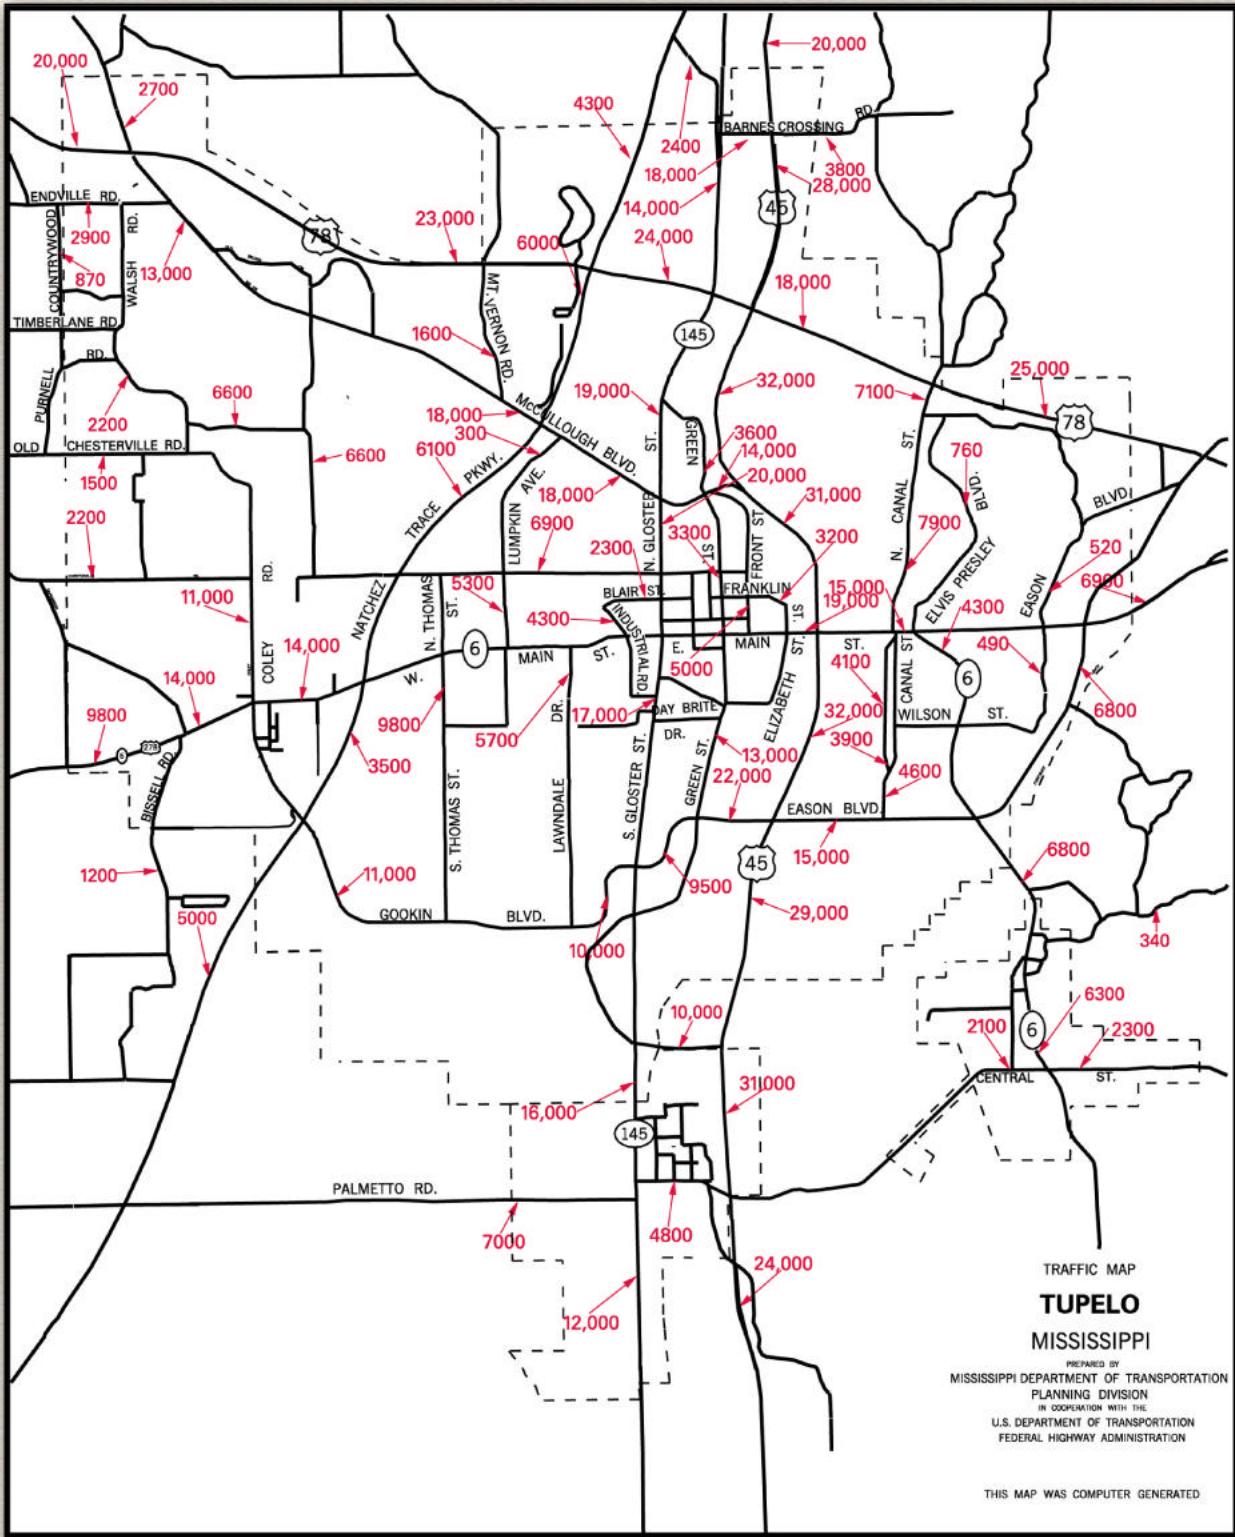 20,000
20,000
2700
4300
BARNES CROSSING RD.
2400
18,000
3800
28,000
ENDVILLE RD.
14,000
45
COUNTRYWOOD
WALSH RD.
2900
78
23,000
6000
24,000
870
13,000
18,000
TIMBERLANE RD.
MT. VERNON RD.
145
1600
RD.
PURNELL
19,000
32,000
7100
25,000
2200
6600
18,000
McCULLOUGH BLVD.
GREEN ST.
78
300
3600
OLD CHESTERVILLE RD.
6600
6100
14,000
760
1500
20,000
18,000
31,000
BLVD.
2200
NATCHEZ TRACE PKWY.
LUMPKIN AVE.
6900
N. GLOSTER ST.
3300
3200
N. CANAL ST.
7900
ELVIS PRESLEY BLVD.
2300
FRONT ST.
520
11,000
COLEY RD.
N. THOMAS ST.
5300
BLAIR ST.
FRANKLIN
ST.
15,000
19,000
EASON BLVD.
6900
4300
INDUSTRIAL RD.
4300
14,000
6
W. MAIN ST.
E. MAIN ST.
5000
4100
490
14,000
CANAL ST.
6
9800
9800
DAY BRITE DR.
17,000
ELIZABETH ST.
32,000
WILSON ST.
6800
5700
6
278
3500
3900
13,000
BISSELL RD.
LAWNDALE DR.
S. GLOSTER ST.
GREEN ST.
22,000
4600
EASON BLVD.
S. THOMAS ST.
15,000
45
6800
1200
11,000
9500
5000
GOOKIN BLVD.
29,000
340
10,000
10,000
6300
2100
6
2300
CENTRAL ST.
31,000
16,000
145
PALMETTO RD.
7000
4800
24,000
12,000
TRAFFIC MAP
TUPELO
MISSISSIPPI
PREPARED BY
MISSISSIPPI DEPARTMENT OF TRANSPORTATION
PLANNING DIVISION
IN COOPERATION WITH THE
U.S. DEPARTMENT OF TRANSPORTATION
FEDERAL HIGHWAY ADMINISTRATION
THIS MAP WAS COMPUTER GENERATED